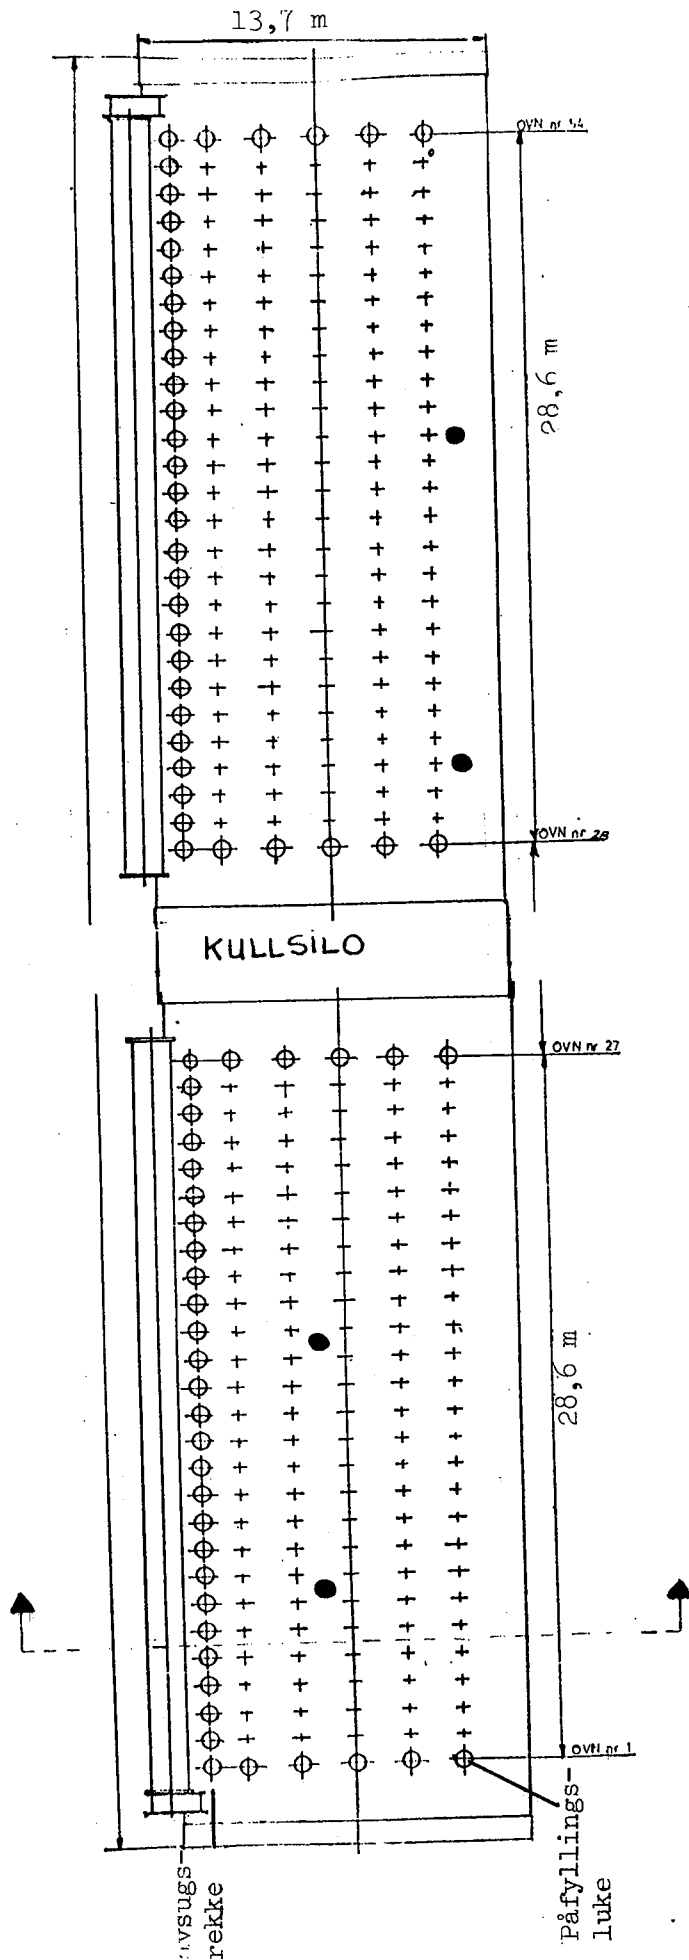 13,7 m
OVN nr 54
28,6 m
OVN nr 28
KULLSiLO
OVN nr 27
28,6 m
OVN nr 1
Påfyllings-
luke
avsugs-
rekke